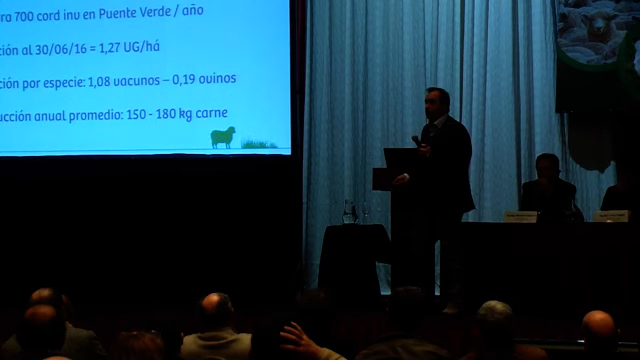 ra 700 cord inv en Puente Verde / año
ción al 30/06/16 = 1,27 UG/há
ción por especie: 1,08 vacunos – 0,19 ovinos
ucción anual promedio: 150 - 180 kg carne